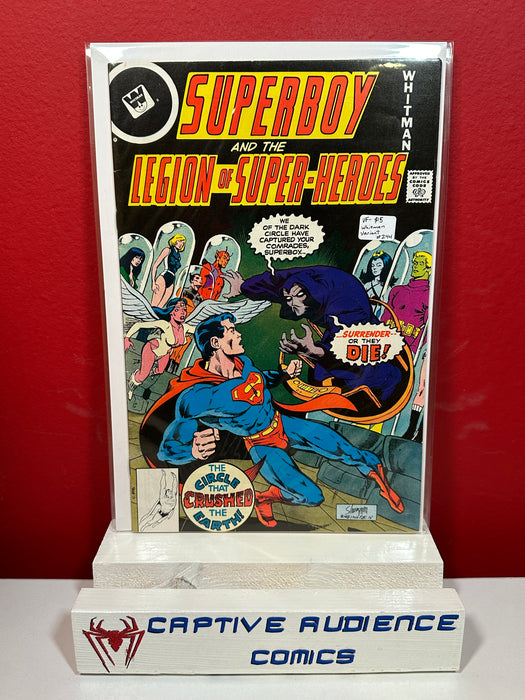 W
SUPERBOY
AND THE
LEGION OF SUPER-HEROES
WHITMAN
APPROVED
BY THE
COMICS CODE
AUTHORITY
WE
OF THE DARK
CIRCLE HAVE
CAPTURED YOUR
COMRADES,
SUPERBOY...
VF- $15
Whitman
Variant
#244
...SURRENDER--
OR THEY
DIE!
THE
CIRCLE
THAT
CRUSHED
THE
EARTH!
CAPTIVE AUDIENCE
COMICS